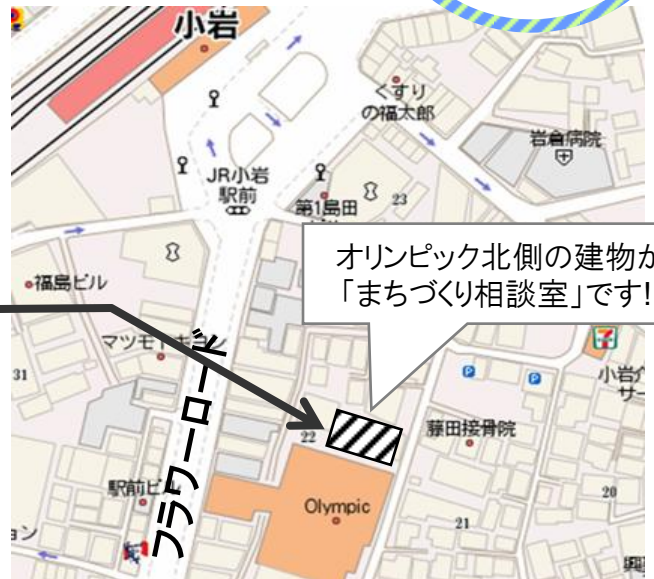 小岩
くすり
の福太郎
岩倉病院
JR小岩
駅前
第1島田
23
オリンピック北側の建物が
「まちづくり相談室」です!
福島ビル
マツモトキヨシ
31
フラワーロード
P
P
小岩
サー
22
藤田接骨院
駅前ビル
Olympic
20
21